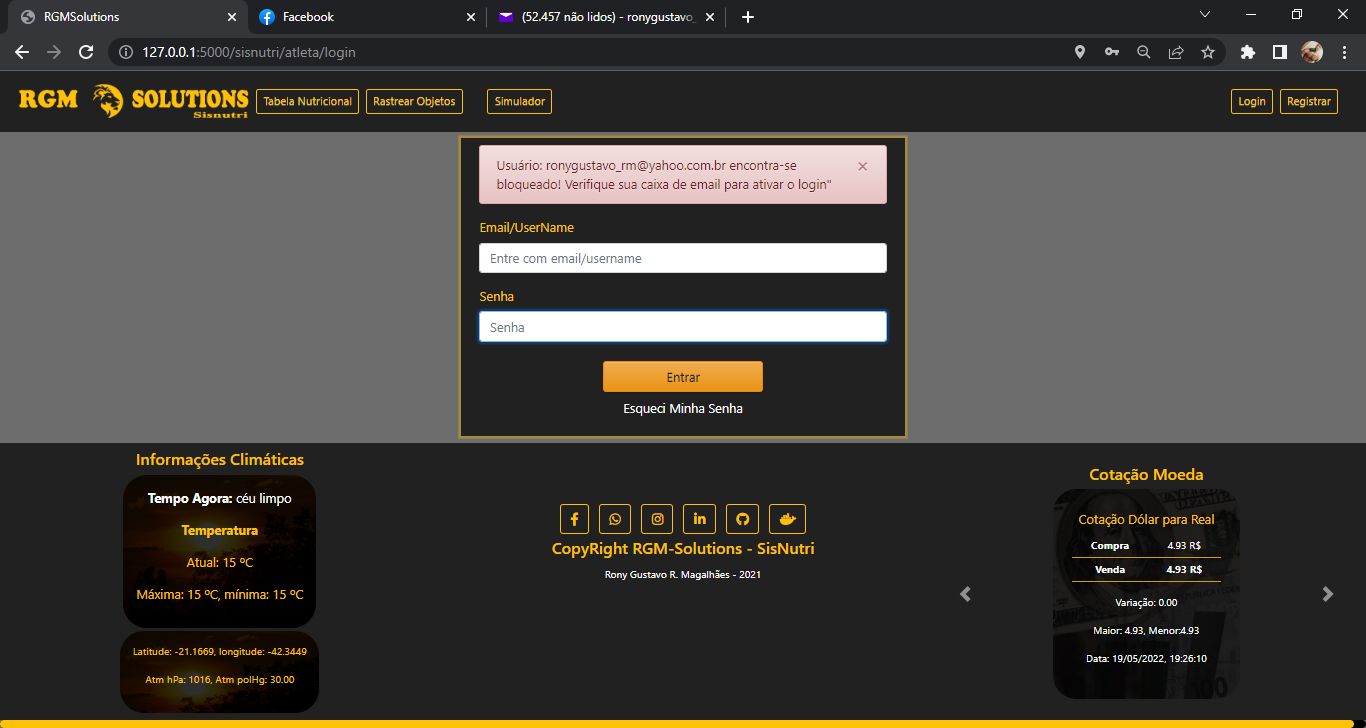 RGMSolutions
Facebook
(52.457 não lidos) - ronygustavo_
127.0.0.1:5000/sisnutri/atleta/login
RGM SOLUTIONS
Sisnutri
Tabela Nutricional
Rastrear Objetos
Simulador
Login
Registrar
Usuário: ronygustavo_rm@yahoo.com.br encontra-se
bloqueado! Verifique sua caixa de email para ativar o login"
Email/UserName
Entre com email/username
Senha
Senha
Entrar
Esqueci Minha Senha
Informações Climáticas
Tempo Agora: céu limpo
Temperatura
Atual: 15 ºC
Máxima: 15 ºC, mínima: 15 ºC
Latitude: -21.1669, longitude: -42.3449
Atm hPa: 1016, Atm polHg: 30.00
CopyRight RGM-Solutions - SisNutri
Rony Gustavo R. Magalhães - 2021
Cotação Moeda
Cotação Dólar para Real
Compra 4.93 R$
Venda 4.93 R$
Variação: 0.00
Maior: 4.93, Menor:4.93
Data: 19/05/2022, 19:26:10